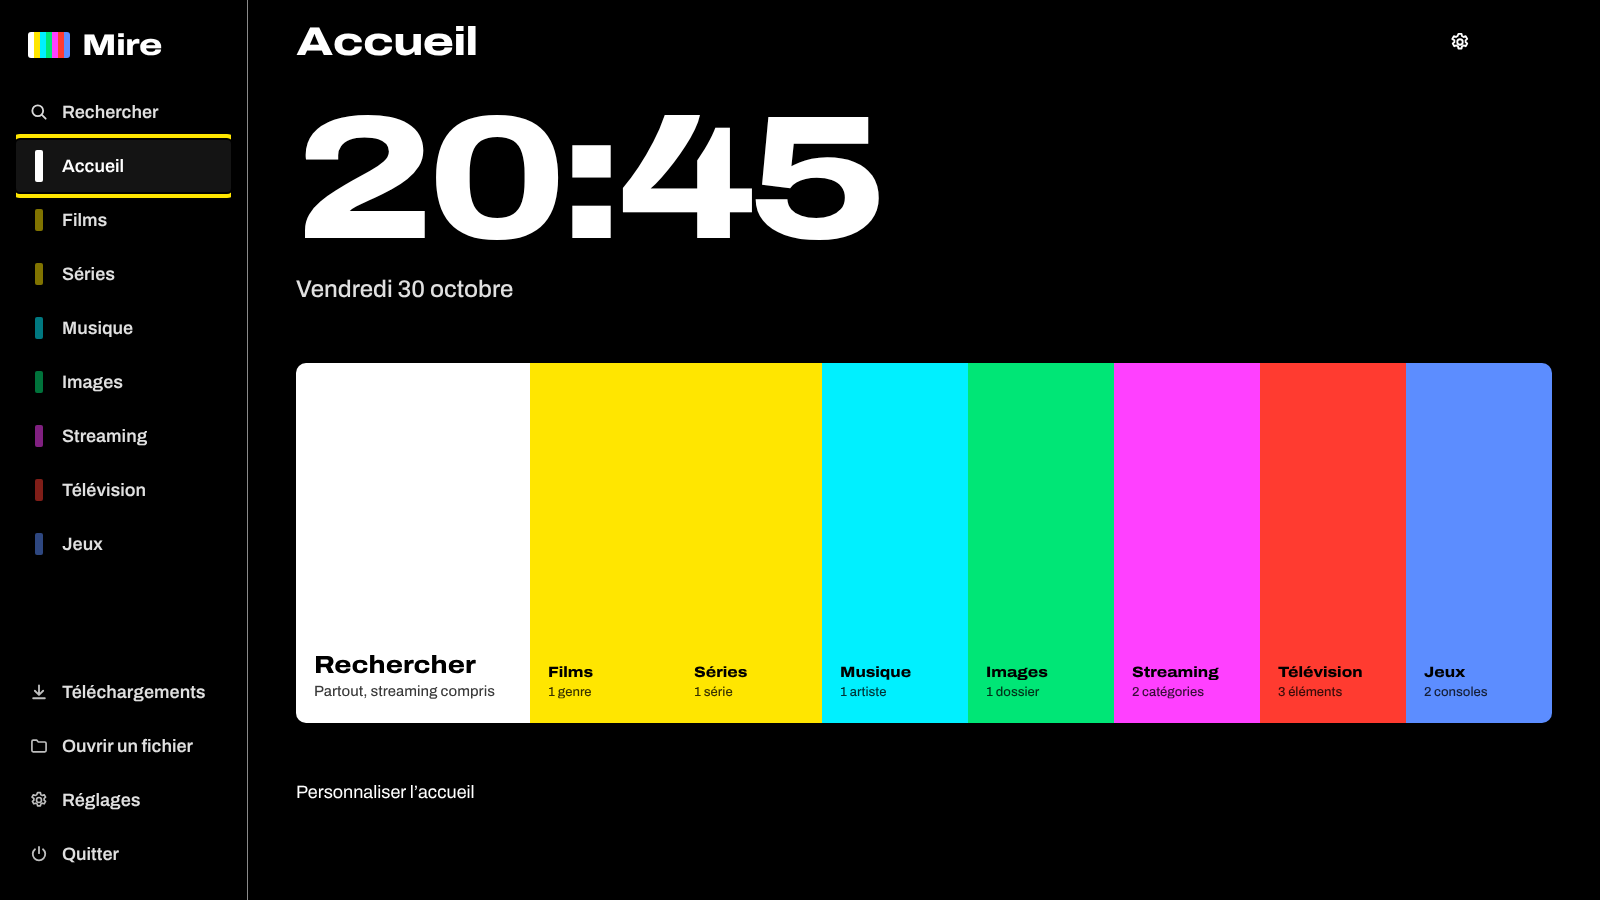 Mire
Rechercher
Accueil
Films
Séries
Musique
Images
Streaming
Télévision
Jeux
Téléchargements
Ouvrir un fichier
Réglages
Quitter
Accueil
20:45
Vendredi 30 octobre
Rechercher
Partout, streaming compris
Films
1 genre
Séries
1 série
Musique
1 artiste
Images
1 dossier
Streaming
2 catégories
Télévision
3 éléments
Jeux
2 consoles
Personnaliser l’accueil